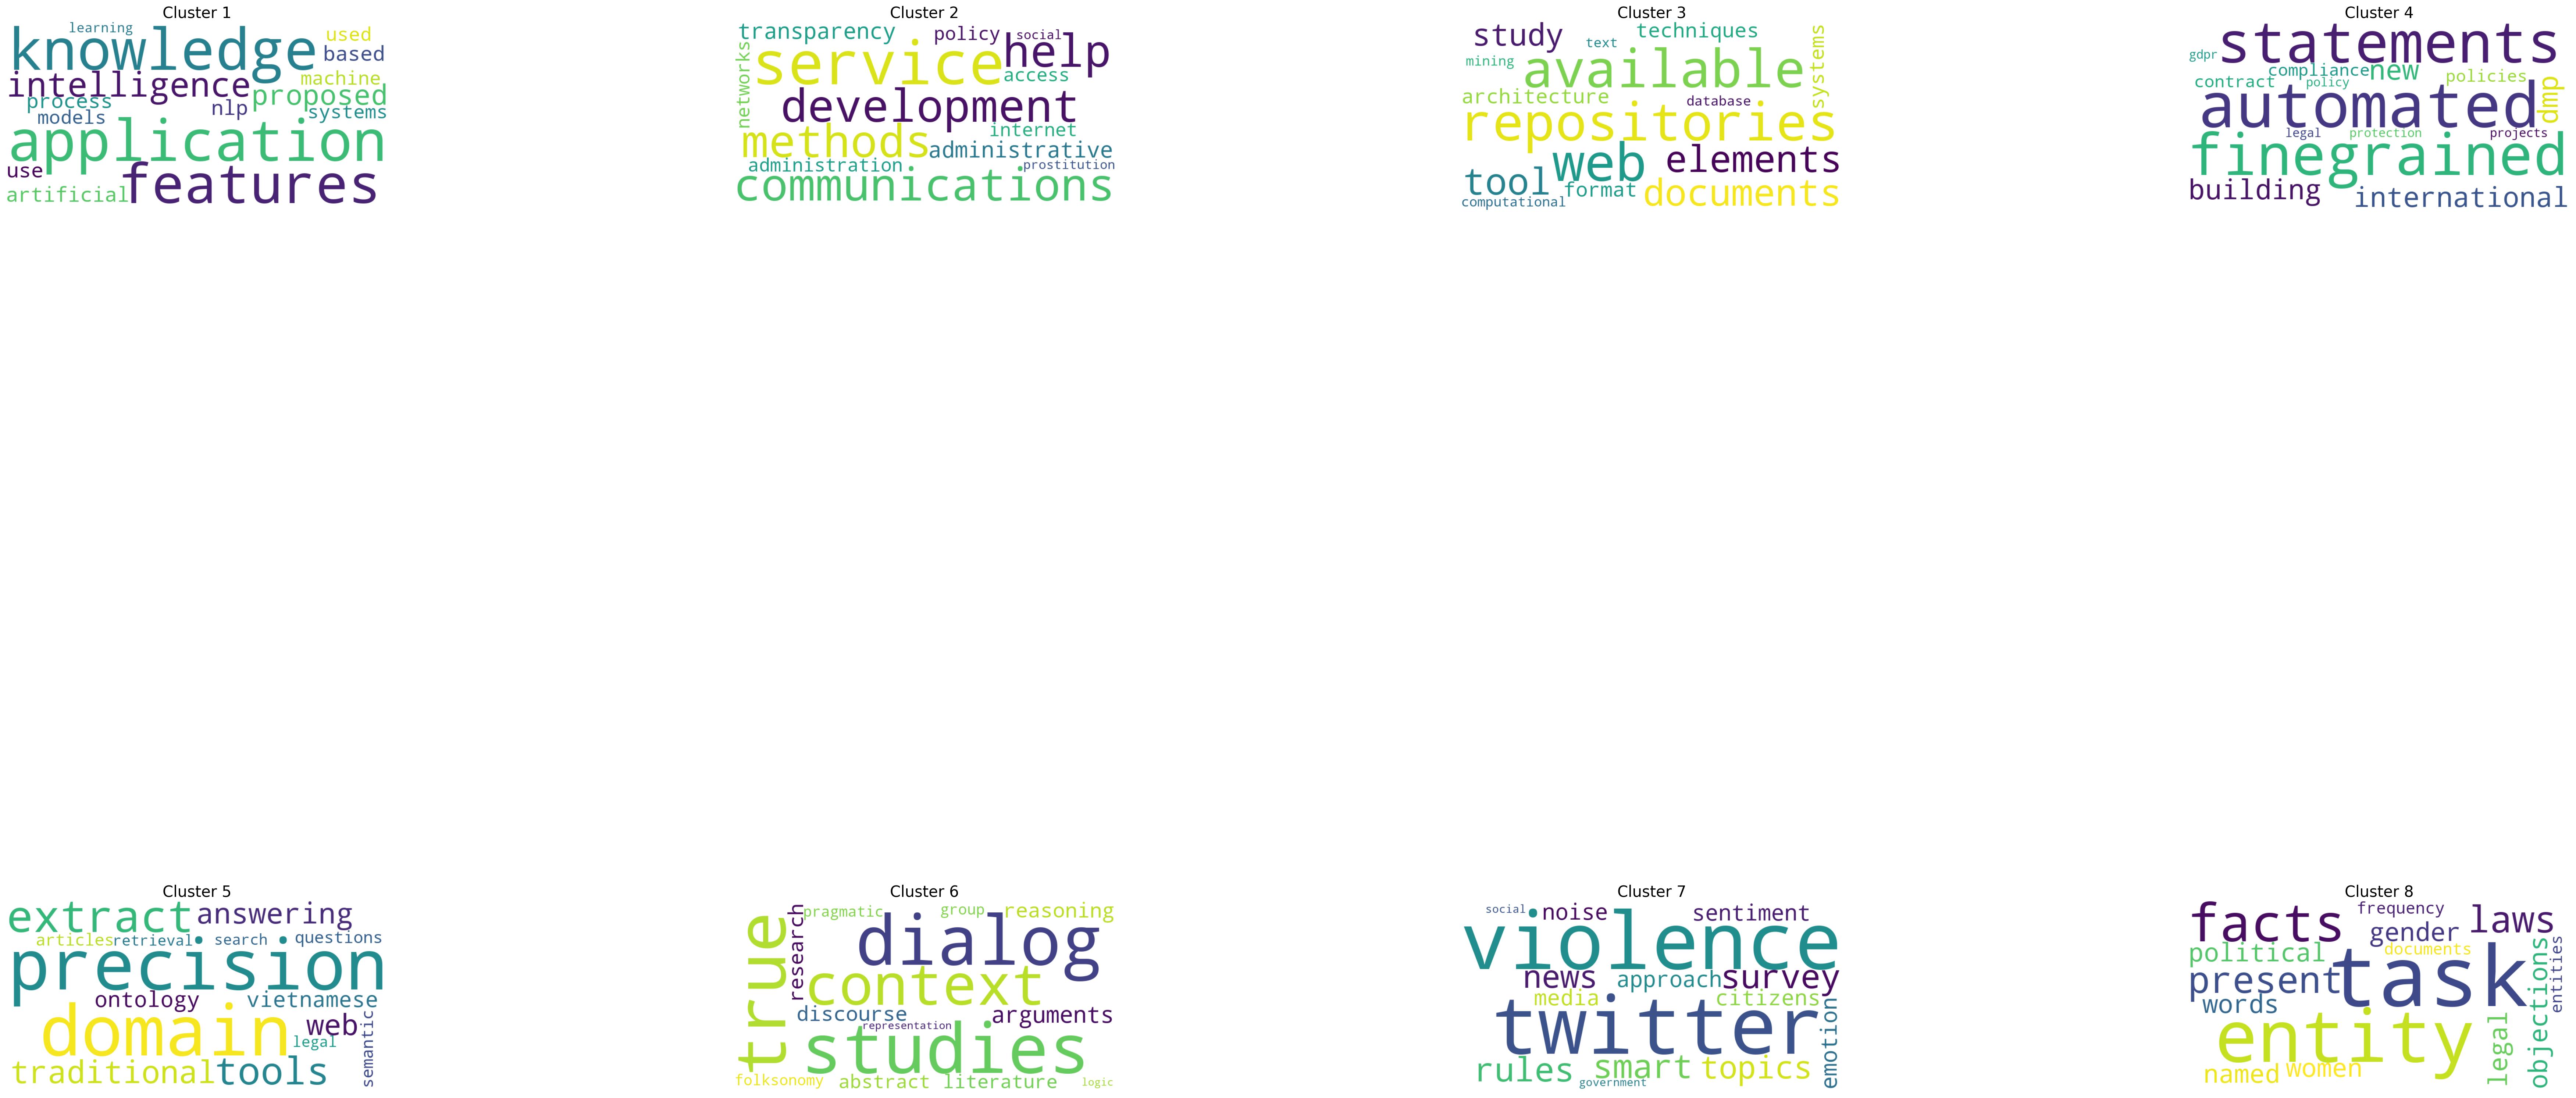 Cluster 1
learning
knowledge
used
based
intelligence
machine
process
nlp
proposed
models
systems
application
use
features
artificial
Cluster 2
transparency
policy
social
help
networks
service
access
development
internet
methods
administrative
administration
prostitution
communications
Cluster 3
study
text
techniques
mining
available
systems
architecture
database
repositories
web
elements
tool
format
documents
computational
Cluster 4
statements
gdpr
compliance
new
contract
policy
policies
automated
dmp
legal
protection
projects
finegrained
building
international
Cluster 5
extract
answering
articles
retrieval
search
questions
precision
ontology
vietnamese
domain
web
legal
semantic
traditional
tools
Cluster 6
true
research
pragmatic
group
reasoning
dialog
context
discourse
arguments
representation
studies
folksonomy
abstract
literature
logic
Cluster 7
social
noise
sentiment
violence
news
approach
survey
media
citizens
twitter
emotion
rules
smart
topics
government
Cluster 8
facts
frequency
laws
gender
political
documents
present
task
words
entity
objections
entities
legal
named
women